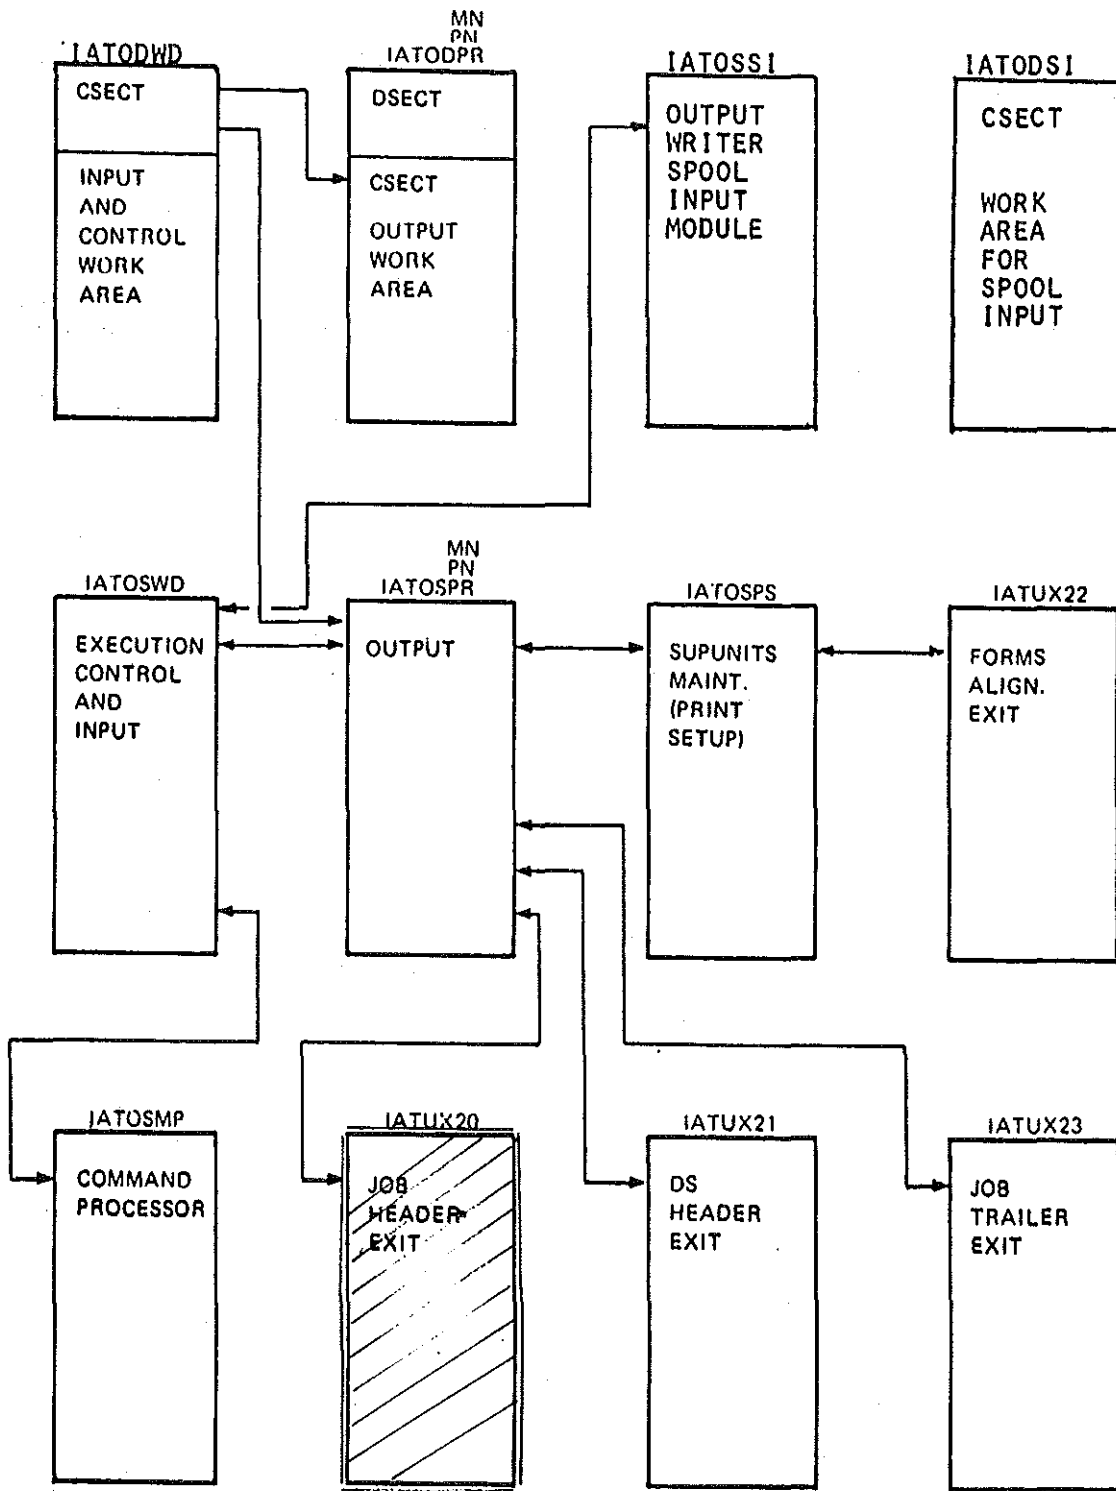 IATODWD
CSECT
INPUT
AND
CONTROL
WORK
AREA
MN
PN
IATODPR
DSECT
CSECT
OUTPUT
WORK
AREA
IATOSSI
OUTPUT
WRITER
SPOOL
INPUT
MODULE
IATODSI
CSECT
WORK
AREA
FOR
SPOOL
INPUT
IATOSWD
EXECUTION
CONTROL
AND
INPUT
MN
PN
IATOSPR
OUTPUT
IATOSPS
SUPUNITS
MAINT.
(PRINT
SETUP)
IATUX22
FORMS
ALIGN.
EXIT
IATOSMP
COMMAND
PROCESSOR
IATUX20
JOB
HEADER
EXIT
IATUX21
DS
HEADER
EXIT
IATUX23
JOB
TRAILER
EXIT